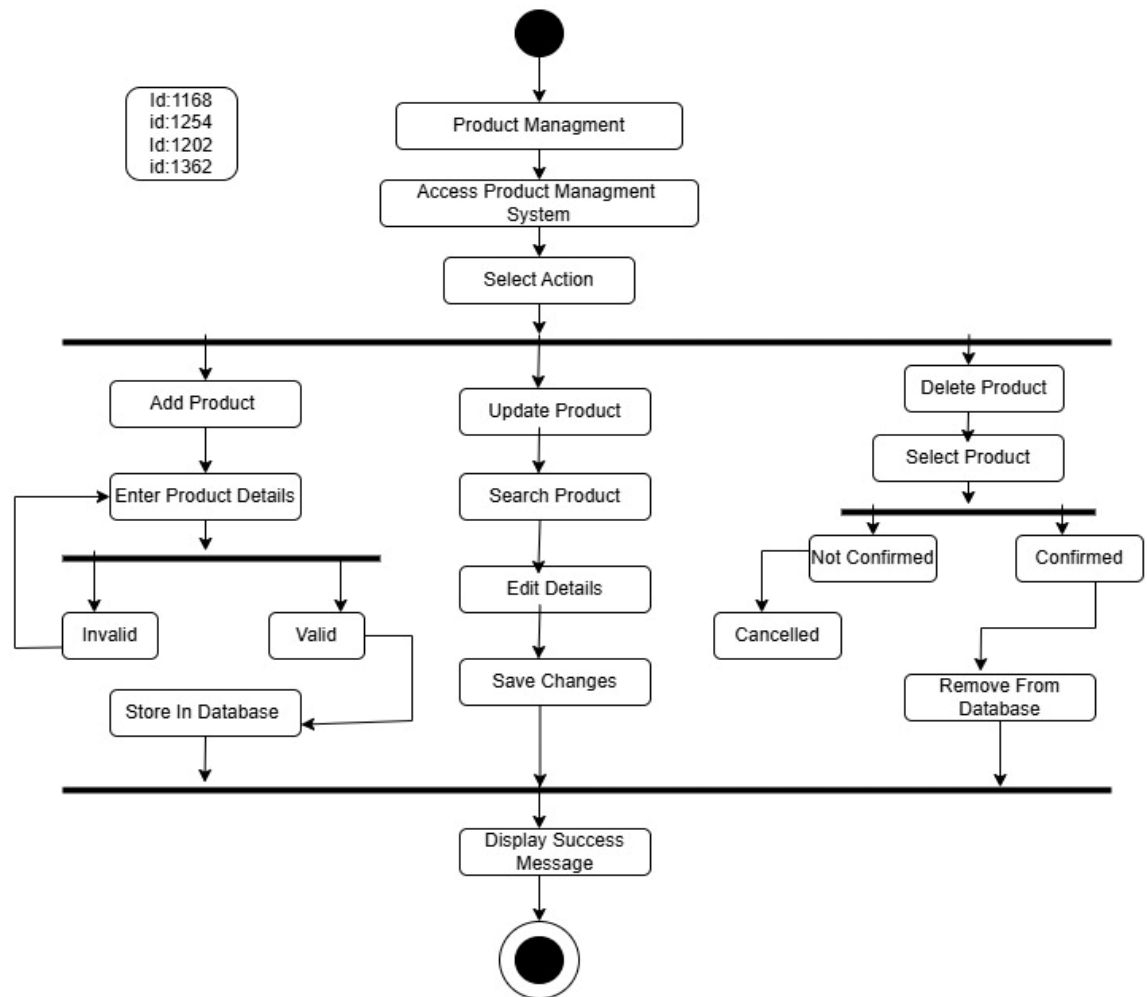 Id:1168
id:1254
Id:1202
id:1362
Product Managment
Access Product Managment
System
Select Action
Add Product
Update Product
Delete Product
Select Product
Enter Product Details
Search Product
Not Confirmed
Confirmed
Edit Details
Invalid
Valid
Cancelled
Save Changes
Store In Database
Remove From
Database
Display Success
Message